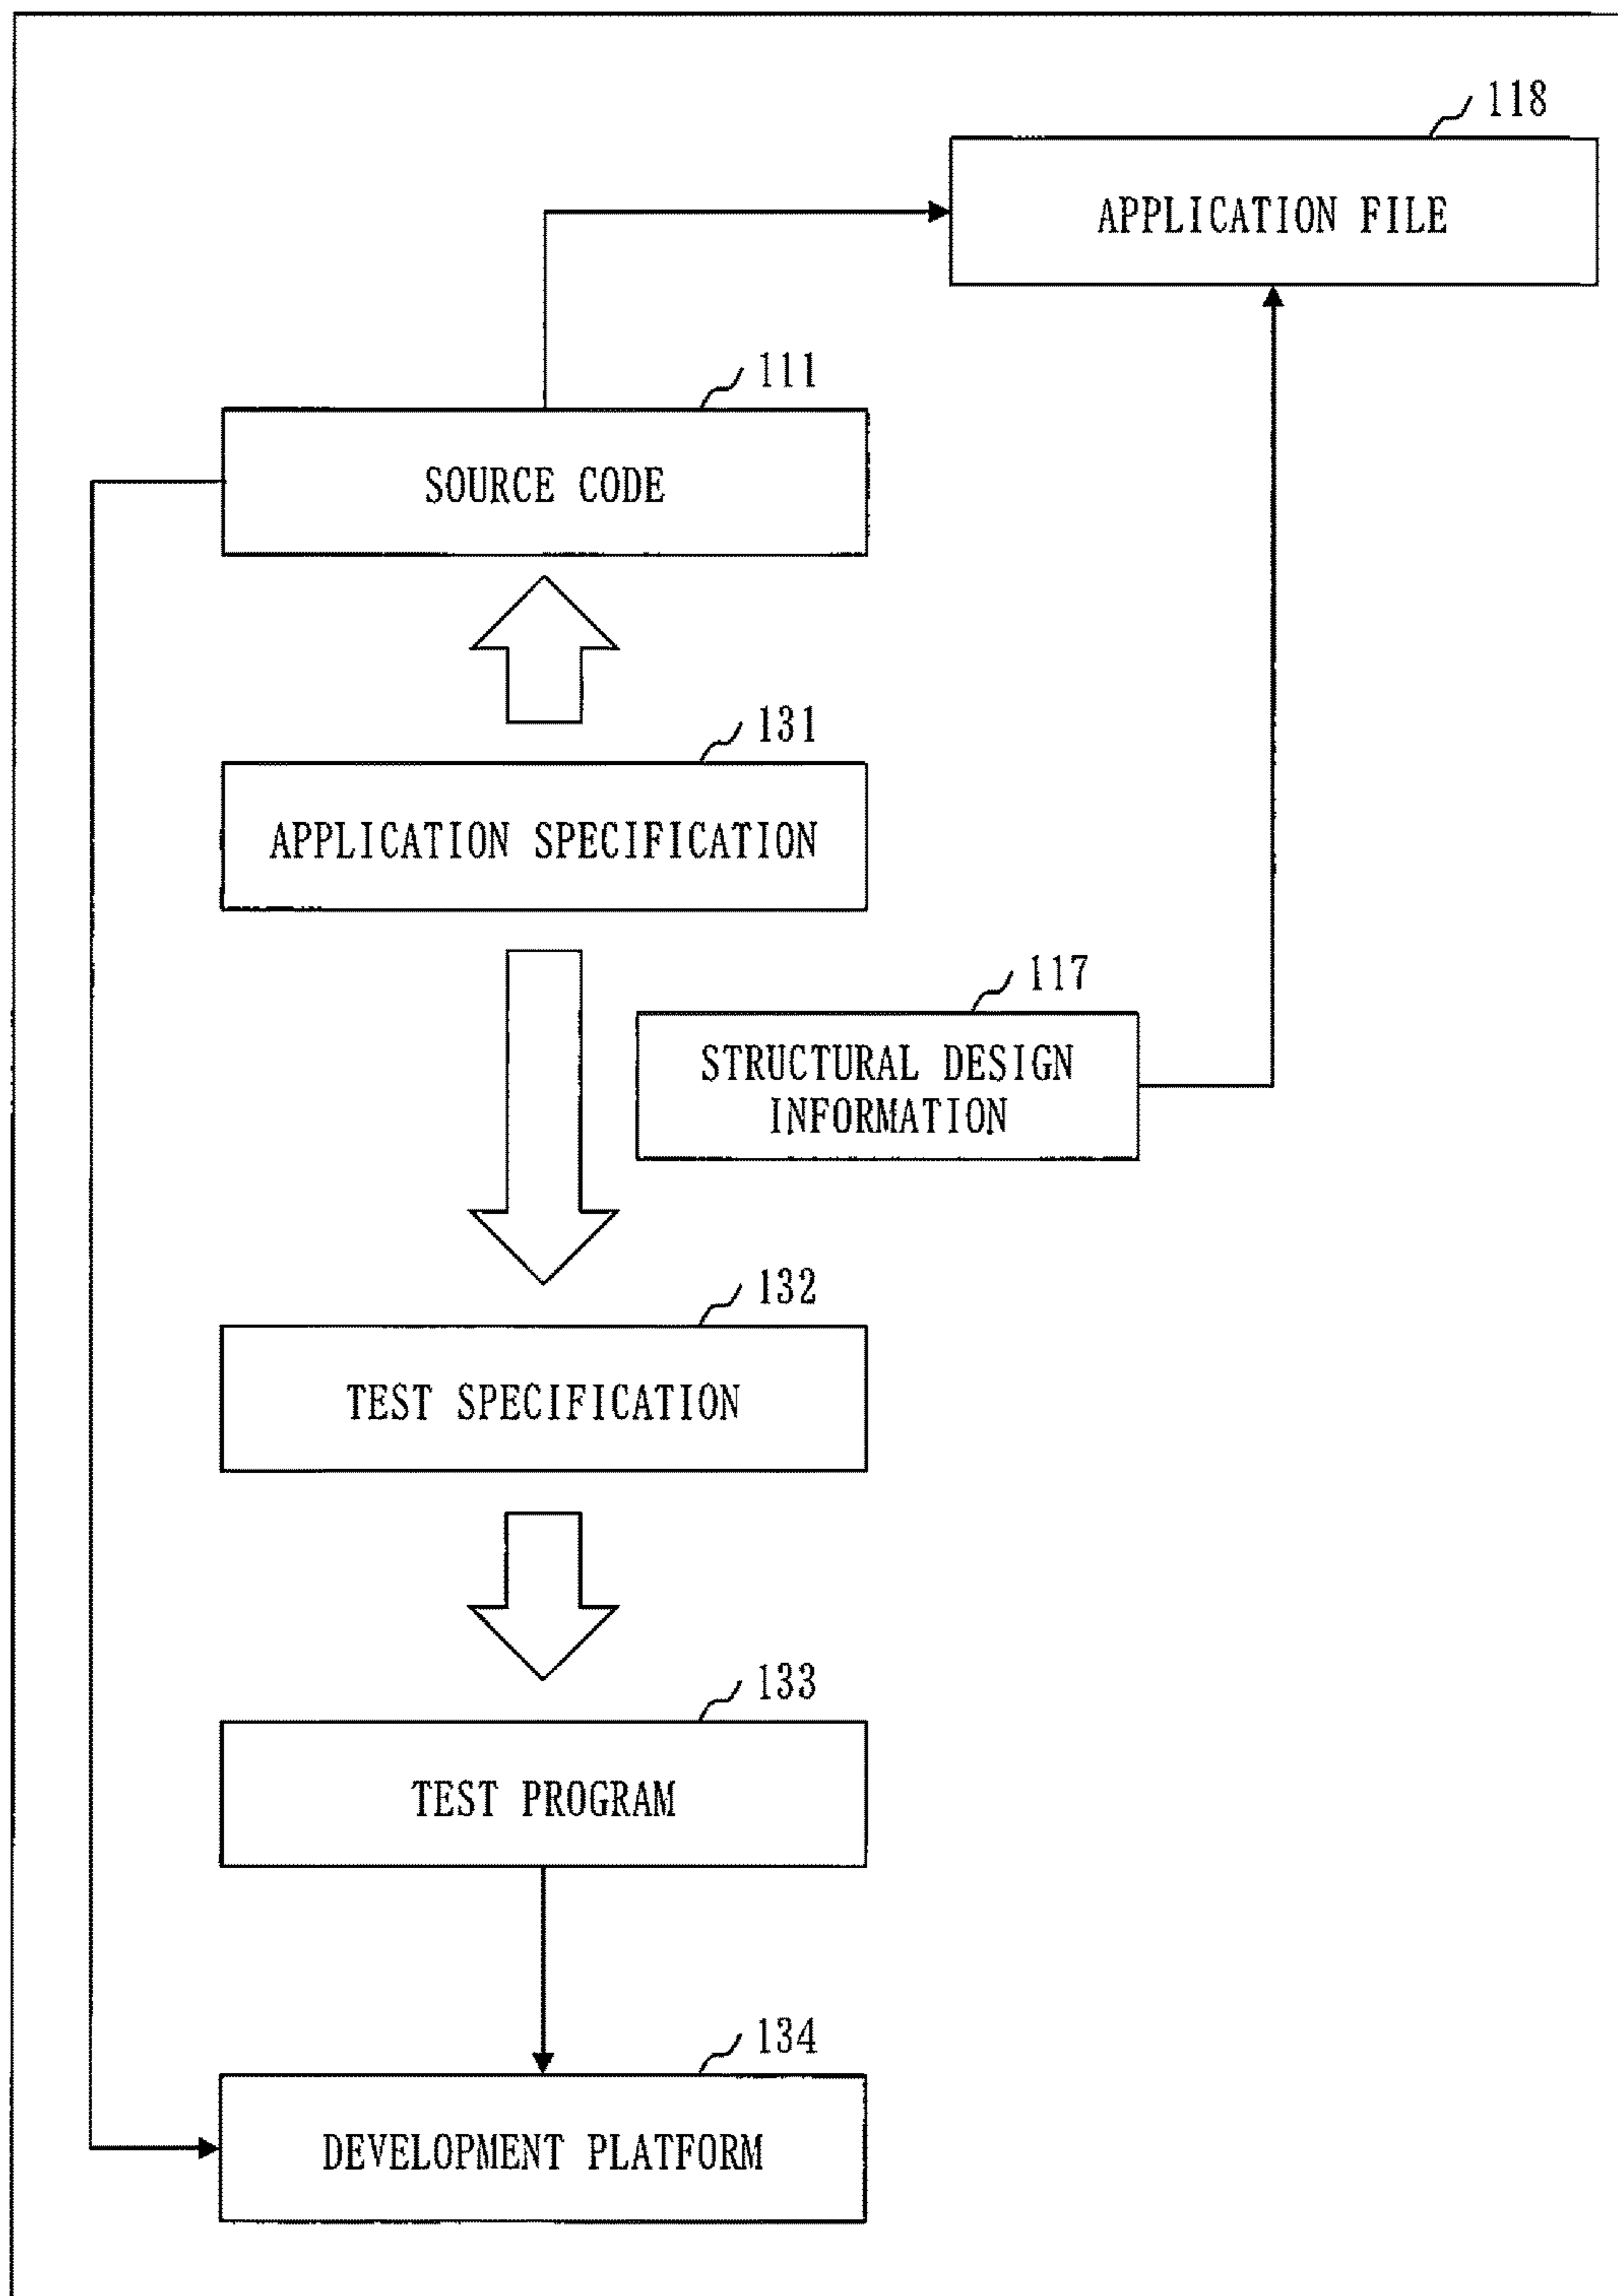 118
APPLICATION FILE
111
SOURCE CODE
131
APPLICATION SPECIFICATION
117
STRUCTURAL DESIGN
INFORMATION
132
TEST SPECIFICATION
133
TEST PROGRAM
134
DEVELOPMENT PLATFORM